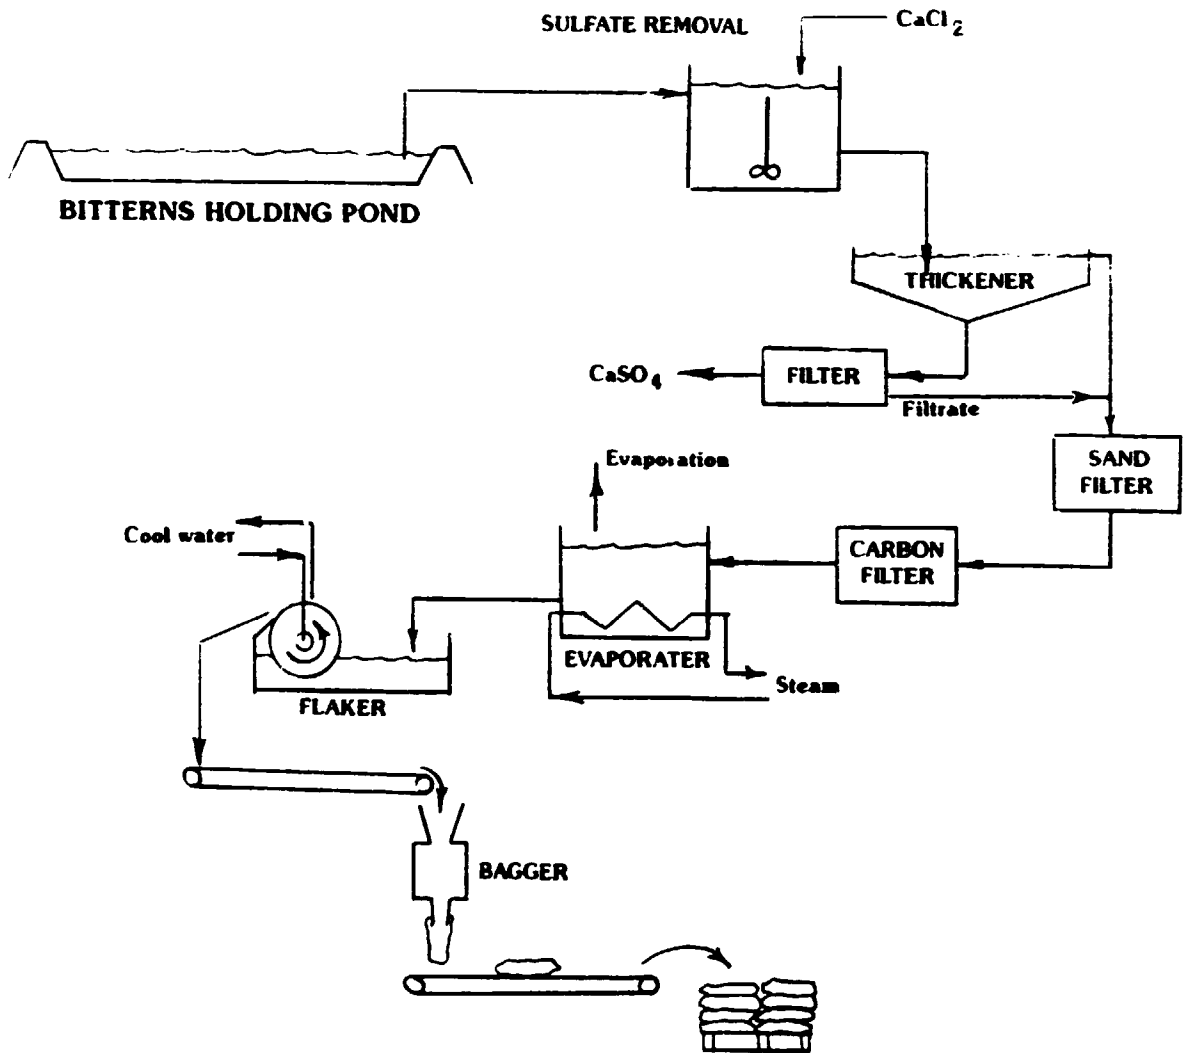 SULFATE REMOVAL
CaCl2
BITTERNS HOLDING POND
THICKENER
CaSO4
FILTER
Filtrate
SAND
FILTER
Evaporation
Cool water
CARBON
FILTER
EVAPORATER
Steam
FLAKER
BAGGER